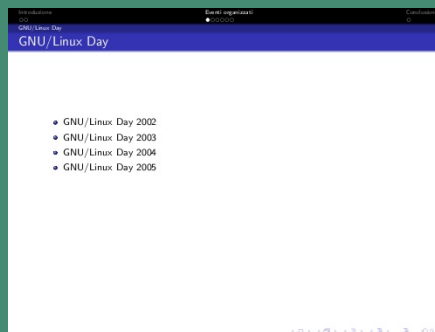 Introduzione
Eventi organizzati
Conclusioni
GNU/Linux Day
GNU/Linux Day
GNU/Linux Day 2002
GNU/Linux Day 2003
GNU/Linux Day 2004
GNU/Linux Day 2005